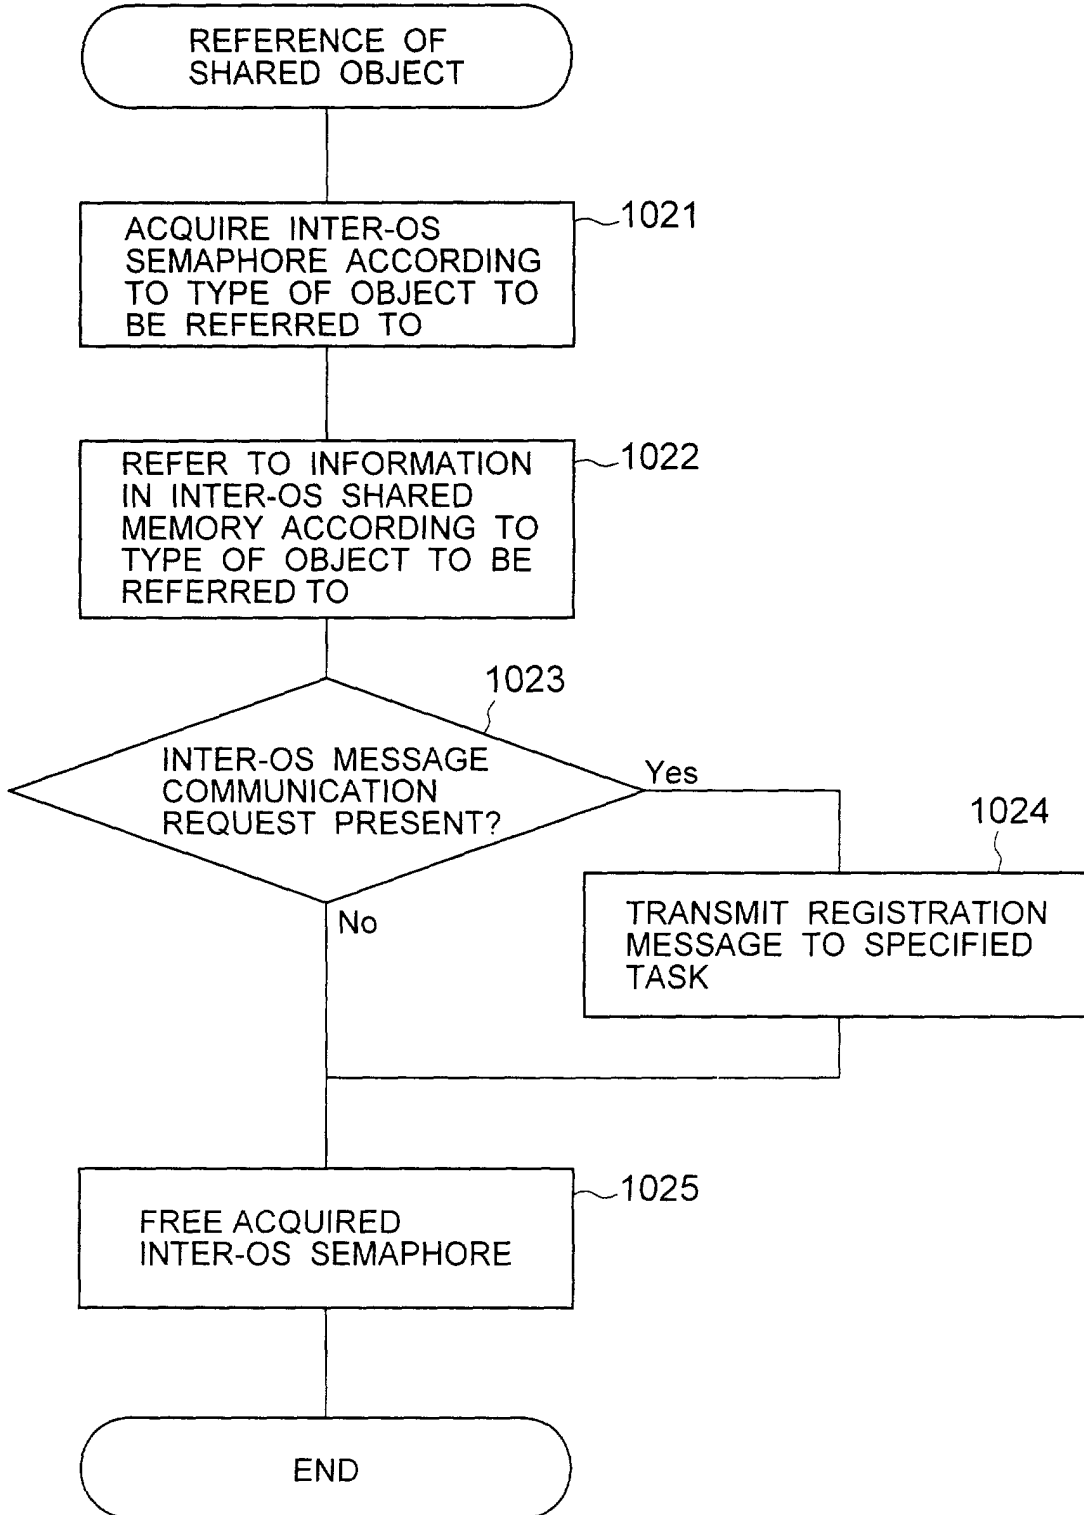 REFERENCE OF
SHARED OBJECT
1021
ACQUIRE INTER-OS
SEMAPHORE ACCORDING
TO TYPE OF OBJECT TO
BE REFERRED TO
1022
REFER TO INFORMATION
IN INTER-OS SHARED
MEMORY ACCORDING TO
TYPE OF OBJECT TO BE
REFERRED TO
1023
INTER-OS MESSAGE
COMMUNICATION
REQUEST PRESENT?
Yes
No
1024
TRANSMIT REGISTRATION
MESSAGE TO SPECIFIED
TASK
1025
FREE ACQUIRED
INTER-OS SEMAPHORE
END